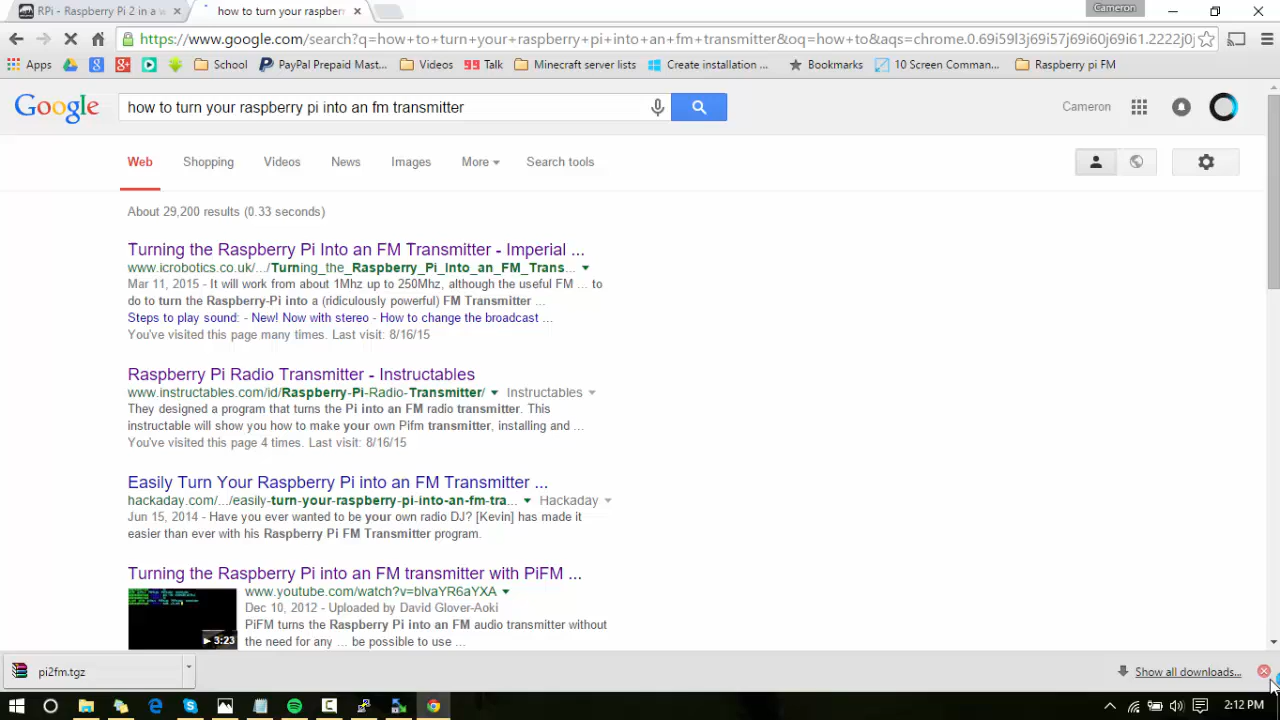 RPi - Raspberry Pi 2 in a w
how to turn your raspberr
Cameron
https://www.google.com/search?q=how+to+turn+your+raspberry+pi+into+an+fm+transmitter&oq=how+to&aqs=chrome.0.69i59l3j69i57j69i60j69i61.2222j0j
Apps
School
PayPal Prepaid Mast...
Videos
Talk
Minecraft server lists
Create installation ...
Bookmarks
10 Screen Comman...
Raspberry pi FM
Google
how to turn your raspberry pi into an fm transmitter
Cameron
Web Shopping Videos News Images More Search tools
About 29,200 results (0.33 seconds)
Turning the Raspberry Pi Into an FM Transmitter - Imperial ...
www.icrobotics.co.uk/.../Turning_the_Raspberry_Pi_Into_an_FM_Trans...
Mar 11, 2015 - It will work from about 1Mhz up to 250Mhz, although the useful FM ... to
do to turn the Raspberry-Pi into a (ridiculously powerful) FM Transmitter ...
Steps to play sound: - New! Now with stereo - How to change the broadcast ...
You've visited this page many times. Last visit: 8/16/15
Raspberry Pi Radio Transmitter - Instructables
www.instructables.com/id/Raspberry-Pi-Radio-Transmitter/ Instructables
They designed a program that turns the Pi into an FM radio transmitter. This
instructable will show you how to make your own Pifm transmitter, installing and ...
You've visited this page 4 times. Last visit: 8/16/15
Easily Turn Your Raspberry Pi into an FM Transmitter ...
hackaday.com/.../easily-turn-your-raspberry-pi-into-an-fm-tra... Hackaday
Jun 15, 2014 - Have you ever wanted to be your own radio DJ? [Kevin] has made it
easier than ever with his Raspberry Pi FM Transmitter program.
Turning the Raspberry Pi into an FM transmitter with PiFM ...
www.youtube.com/watch?v=blvaYR6aYXA
Dec 10, 2012 - Uploaded by David Glover-Aoki
PiFM turns the Raspberry Pi into an FM audio transmitter without
the need for any ... be possible to use ...
3:23
pi2fm.tgz
Show all downloads...
2:12 PM